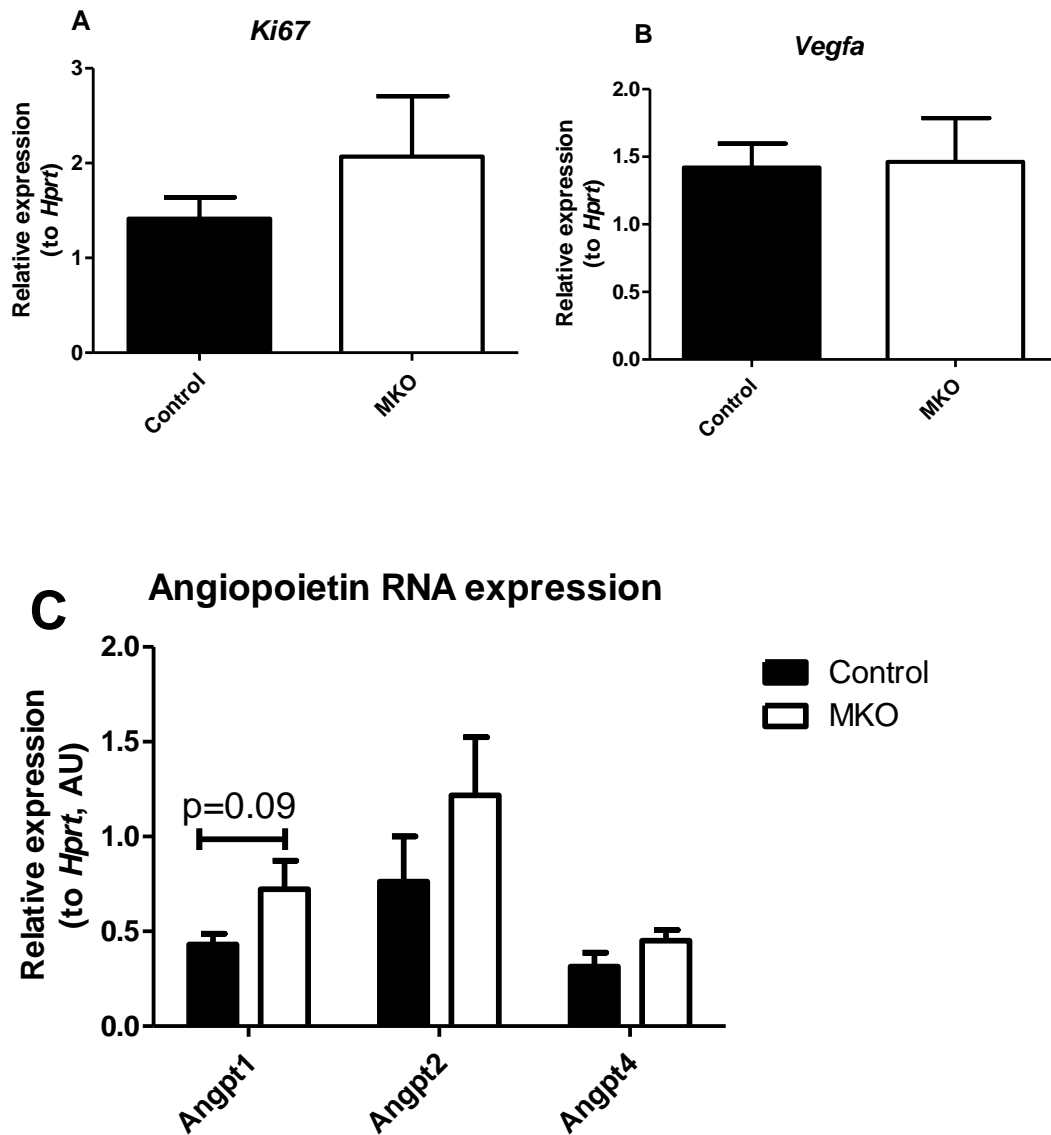 A
Ki67
Relative expression
(to Hprt)
3
2
1
0
Control
MKO
B
Vegfa
Relative expression
(to Hprt)
2.0
1.5
1.0
0.5
0.0
Control
MKO
C
Angiopoietin RNA expression
Relative expression
(to Hprt, AU)
2.0
1.5
1.0
0.5
0.0
p=0.09
Angpt1
Angpt2
Angpt4
Control
MKO